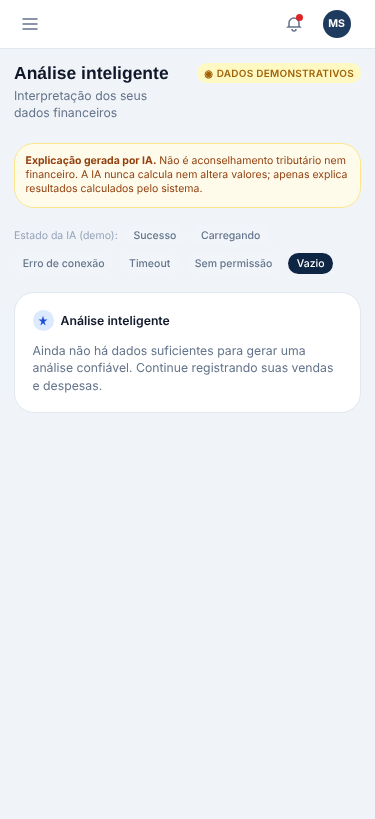 MS
Análise inteligente
DADOS DEMONSTRATIVOS
Interpretação dos seus
dados financeiros
Explicação gerada por IA. Não é aconselhamento tributário nem
financeiro. A IA nunca calcula nem altera valores; apenas explica
resultados calculados pelo sistema.
Estado da IA (demo): Sucesso Carregando
Erro de conexão Timeout Sem permissão Vazio
Análise inteligente
Ainda não há dados suficientes para gerar uma
análise confiável. Continue registrando suas vendas
e despesas.